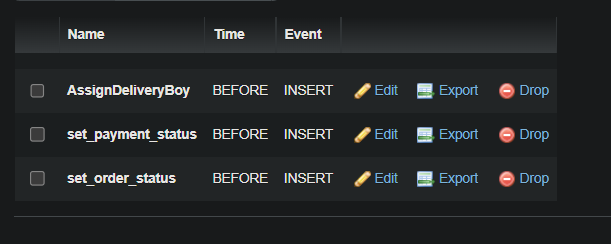 Name Time Event
AssignDeliveryBoy BEFORE INSERT Edit Export Drop
set_payment_status BEFORE INSERT Edit Export Drop
set_order_status BEFORE INSERT Edit Export Drop